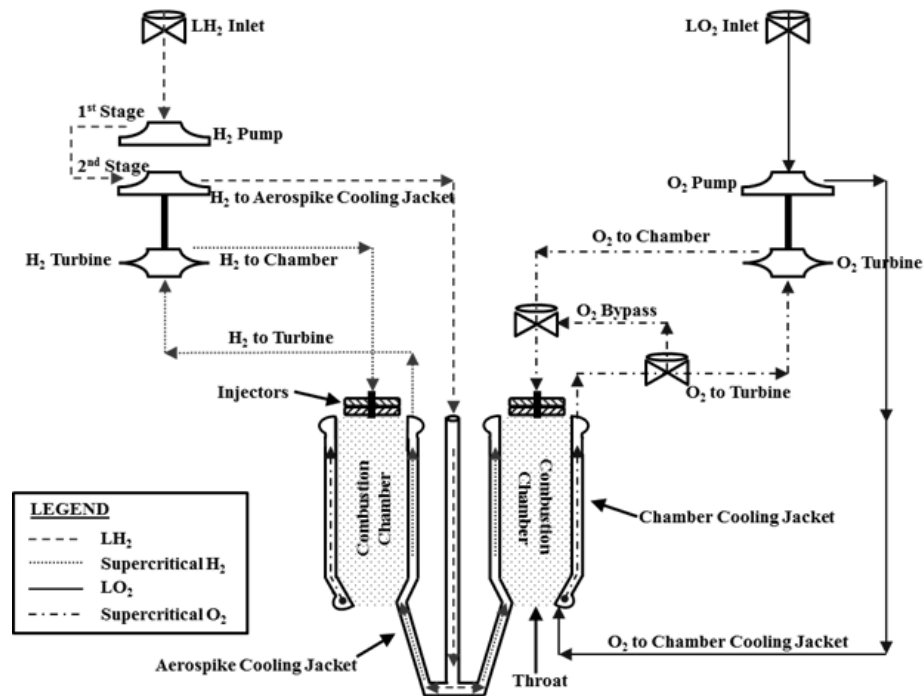 LH₂ Inlet
LO₂ Inlet
1st Stage
H₂ Pump
2nd Stage
H₂ to Aerospike Cooling Jacket
O₂ Pump
H₂ Turbine
H₂ to Chamber
O₂ to Chamber
O₂ Turbine
O₂ Bypass
H₂ to Turbine
O₂ to Turbine
Injectors
Combustion
Chamber
Combustion
Chamber
Chamber Cooling Jacket
LEGEND
LH₂
Supercritical H₂
LO₂
Supercritical O₂
Aerospike Cooling Jacket
Throat
O₂ to Chamber Cooling Jacket